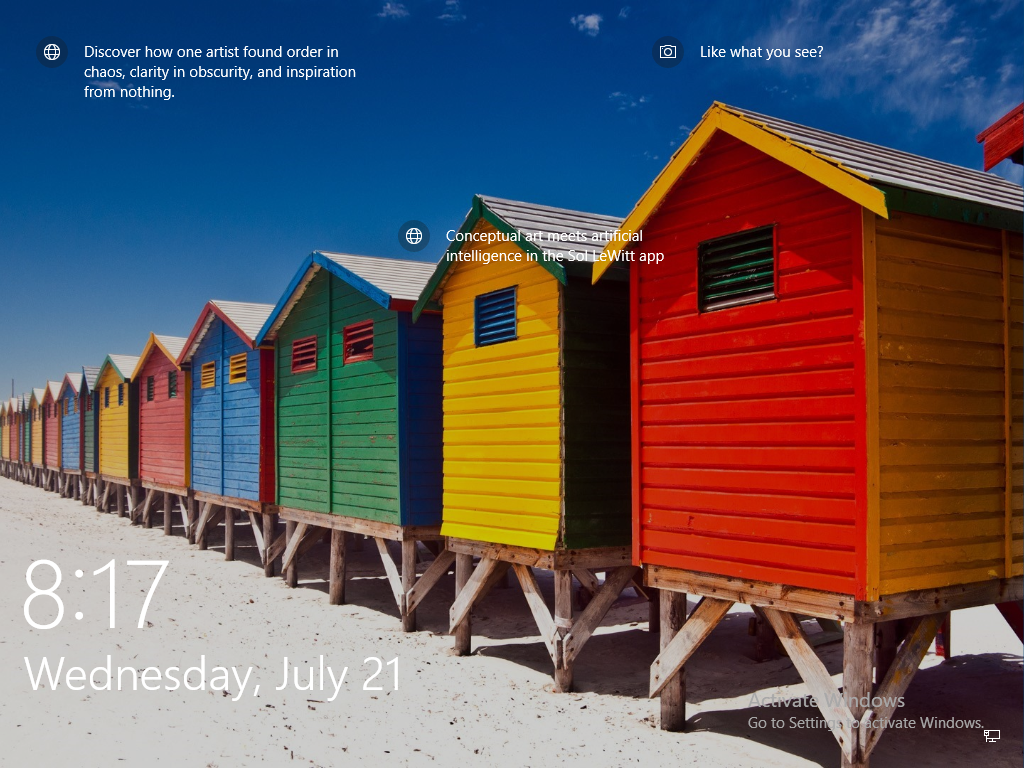 Discover how one artist found order in
chaos, clarity in obscurity, and inspiration
from nothing.
Like what you see?
Conceptual art meets artificial
intelligence in the Sol LeWitt app
8:17
Wednesday, July 21
Activate Windows
Go to Settings to activate Windows.